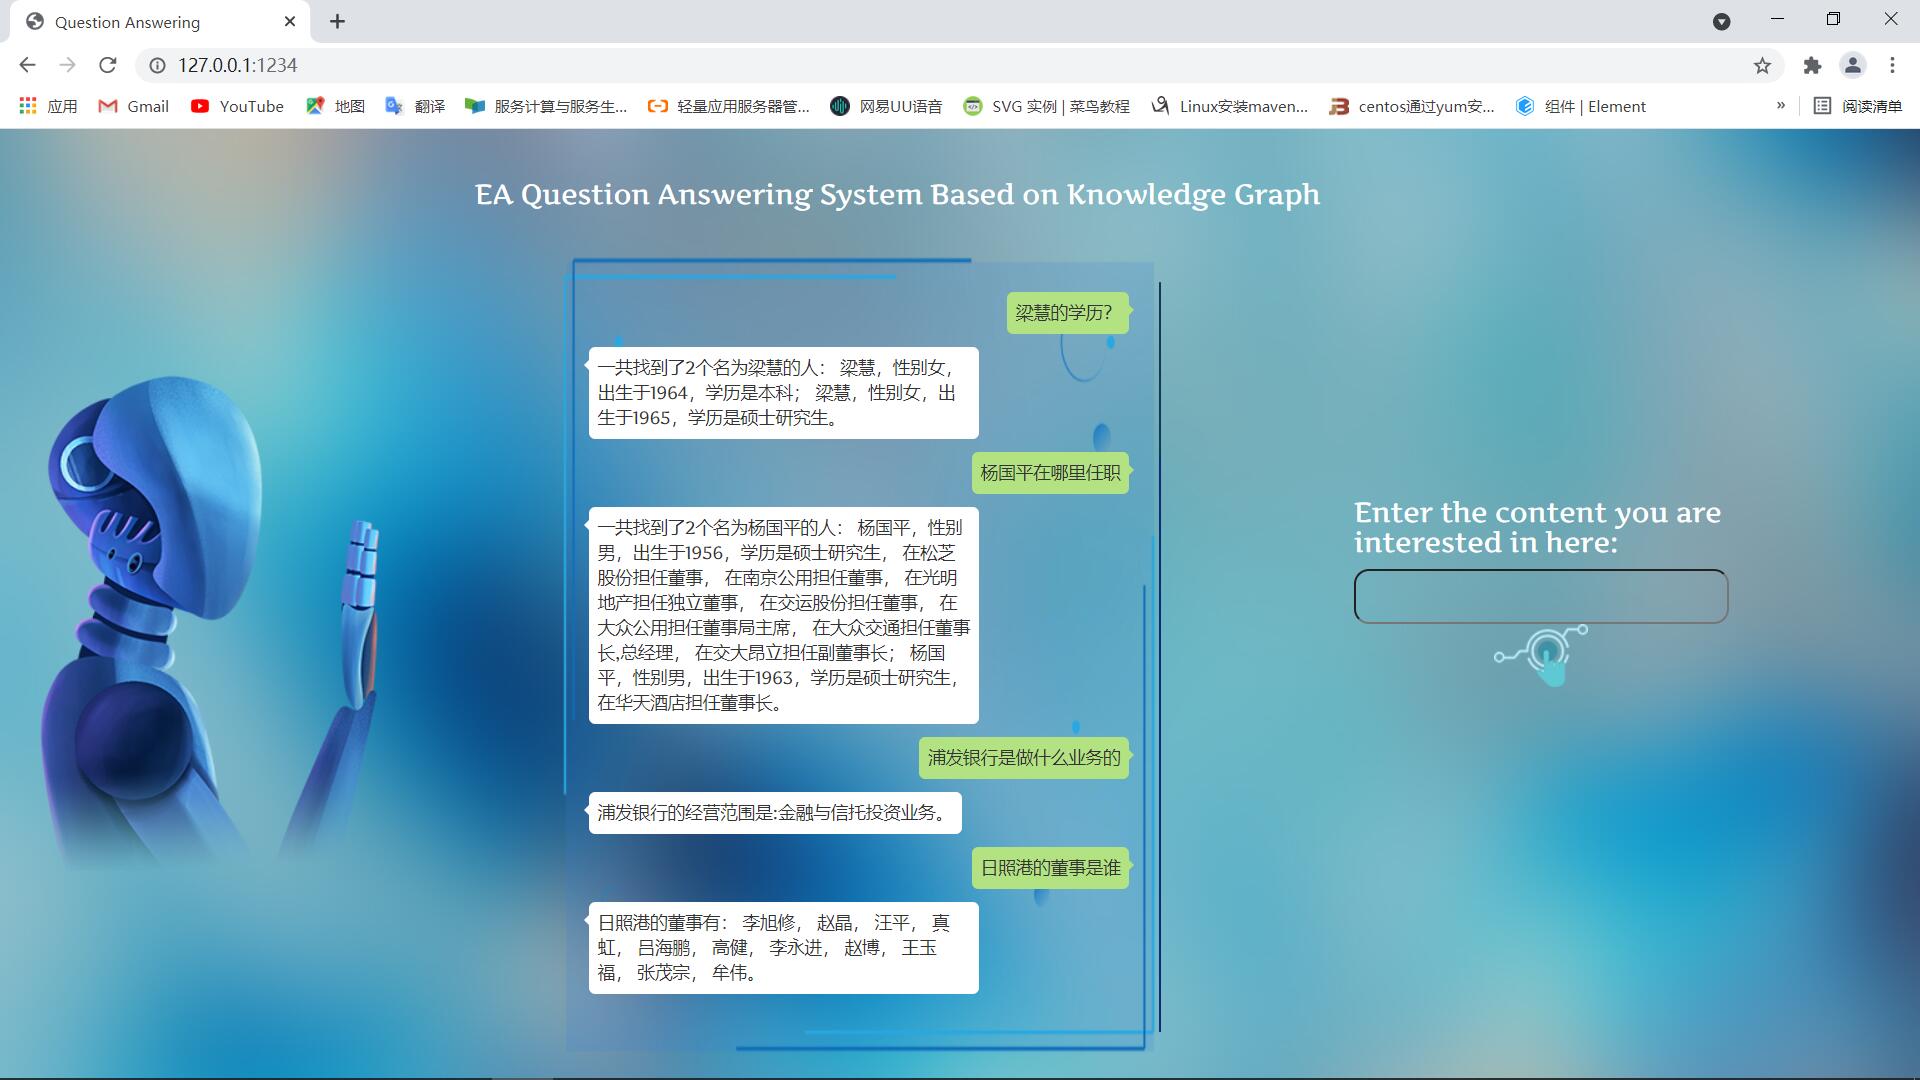 Question Answering
127.0.0.1:1234
应用 Gmail YouTube 地图 翻译 服务计算与服务生... 轻量应用服务器管... 网易UU语音 SVG 实例 | 菜鸟教程 Linux安装maven... centos通过yum安... 组件 | Element » 阅读清单
EA Question Answering System Based on Knowledge Graph
梁慧的学历？
一共找到了2个名为梁慧的人： 梁慧，性别女，
出生于1964，学历是本科； 梁慧，性别女，出
生于1965，学历是硕士研究生。
杨国平在哪里任职
一共找到了2个名为杨国平的人： 杨国平，性别
男，出生于1956，学历是硕士研究生， 在松芝
股份担任董事， 在南京公用担任董事， 在光明
地产担任独立董事， 在交运股份担任董事， 在
大众公用担任董事局主席， 在大众交通担任董事
长,总经理， 在交大昂立担任副董事长； 杨国
平，性别男，出生于1963，学历是硕士研究生，
在华天酒店担任董事长。
浦发银行是做什么业务的
浦发银行的经营范围是:金融与信托投资业务。
日照港的董事是谁
日照港的董事有： 李旭修， 赵晶， 汪平， 真
虹， 吕海鹏， 高健， 李永进， 赵博， 王玉
福， 张茂宗， 牟伟。
Enter the content you are
interested in here: